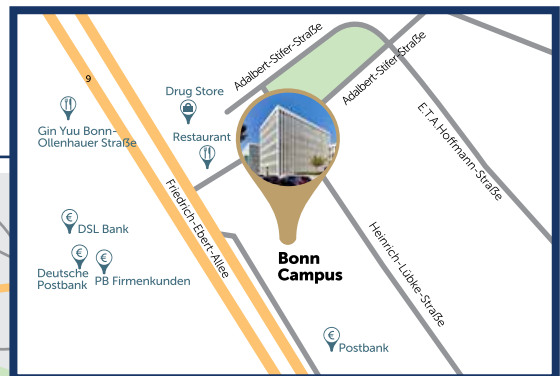 Adalbert-Stifer-Straße
Adalbert-Stifer-Straße
9
Drug Store
Gin Yuu Bonn-
Ollenhauer Straße
Restaurant
E.T.A.Hoffmann-Straße
Friedrich-Ebert-Allee
DSL Bank
Heinrich-Lübke-Straße
Bonn
Campus
Deutsche
Postbank
PB Firmenkunden
Postbank
€
€
€
€